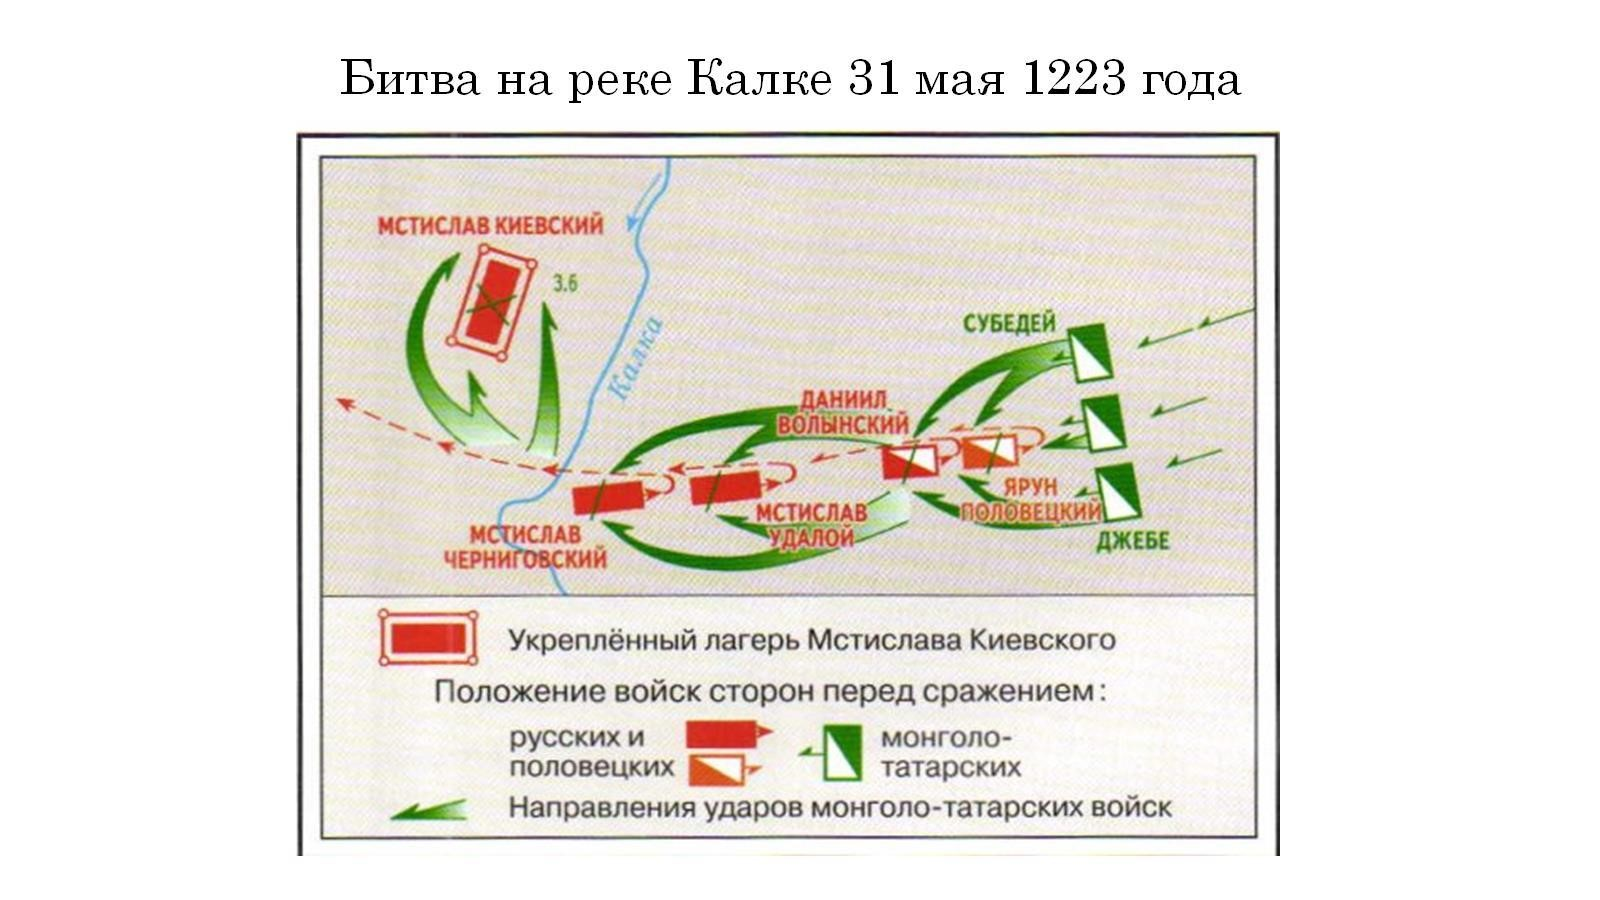 Битва на реке Калке 31 мая 1223 года
МСТИСЛАВ КИЕВСКИЙ
3.6
Калка
СУБЕДЕЙ
ДАНИИЛ
ВОЛЫНСКИЙ
ЯРУН
ПОЛОВЕЦКИЙ
МСТИСЛАВ
УДАЛОЙ
ДЖЕБЕ
МСТИСЛАВ
ЧЕРНИГОВСКИЙ
Укреплённый лагерь Мстислава Киевского
Положение войск сторон перед сражением:
русских и
половецких
монголо-
татарских
Направления ударов монголо-татарских войск